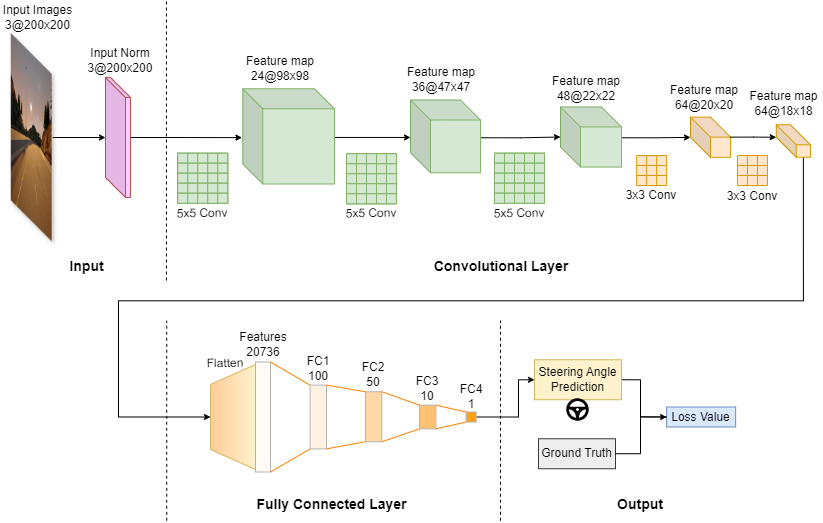 Input Images
3@200x200
Input Norm
3@200x200
Feature map
24@98x98
Feature map
36@47x47
Feature map
48@22x22
Feature map
64@20x20
Feature map
64@18x18
5x5 Conv
5x5 Conv
5x5 Conv
3x3 Conv
3x3 Conv
Input
Convolutional Layer
Flatten
Features
20736
FC1
100
FC2
50
FC3
10
FC4
1
Steering Angle
Prediction
Loss Value
Ground Truth
Fully Connected Layer
Output